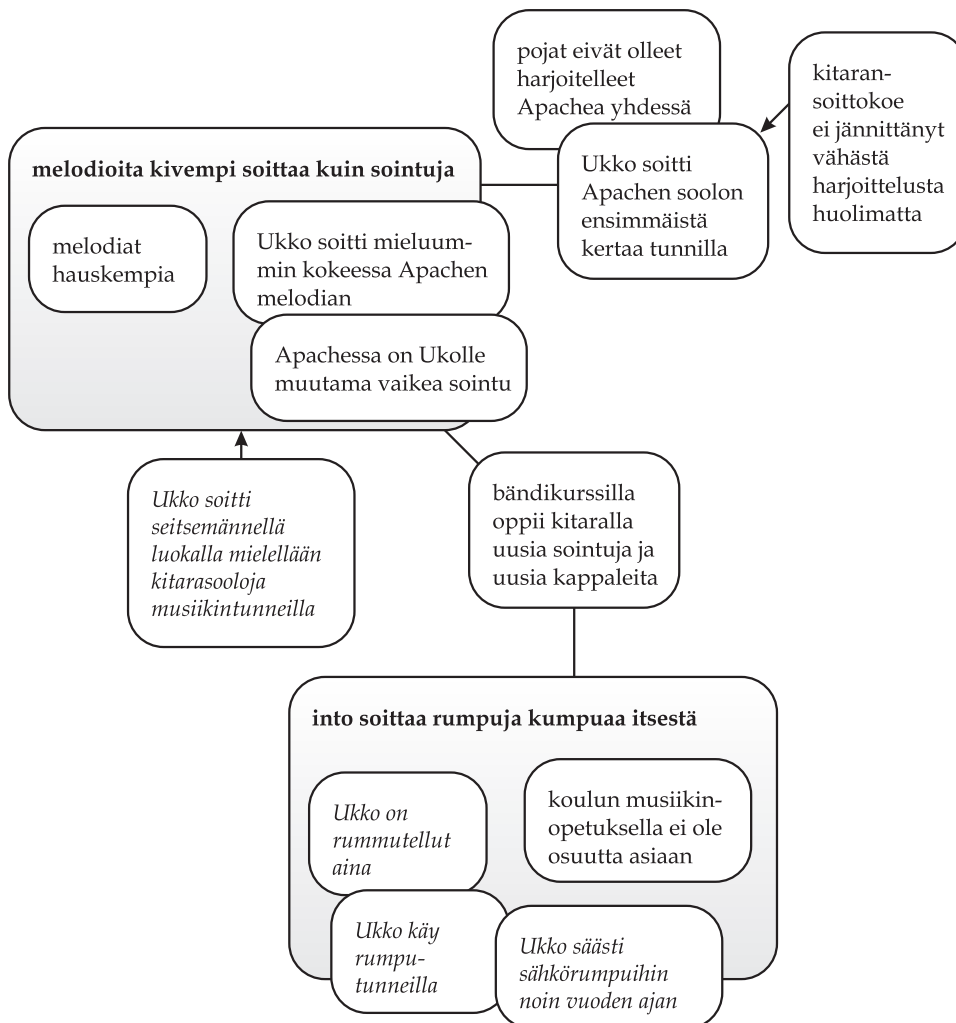 pojat eivät olleet
harjoitelleet
Apachea yhdessä
kitaran-
soittokoe
ei jännittänyt
vähästä
harjoittelusta
huolimatta
Ukko soitti
Apachen soolon
ensimmäistä
kertaa tunnilla
melodioita kivempi soittaa kuin sointuja
melodiat
hauskempia
Ukko soitti mieluum-
min kokeessa Apachen
melodian
Apachessa on Ukolle
muutama vaikea sointu
Ukko soitti
seitsemännellä
luokalla mielellään
kitarasooloja
musiikintunneilla
bändikurssilla
oppii kitaralla
uusia sointuja ja
uusia kappaleita
into soittaa rumpuja kumpuaa itsestä
Ukko on
rummutellut
aina
koulun musiikin-
opetuksella ei ole
osuutta asiaan
Ukko käy
rumpu-
tunneilla
Ukko säästi
sähkörumpuihin
noin vuoden ajan